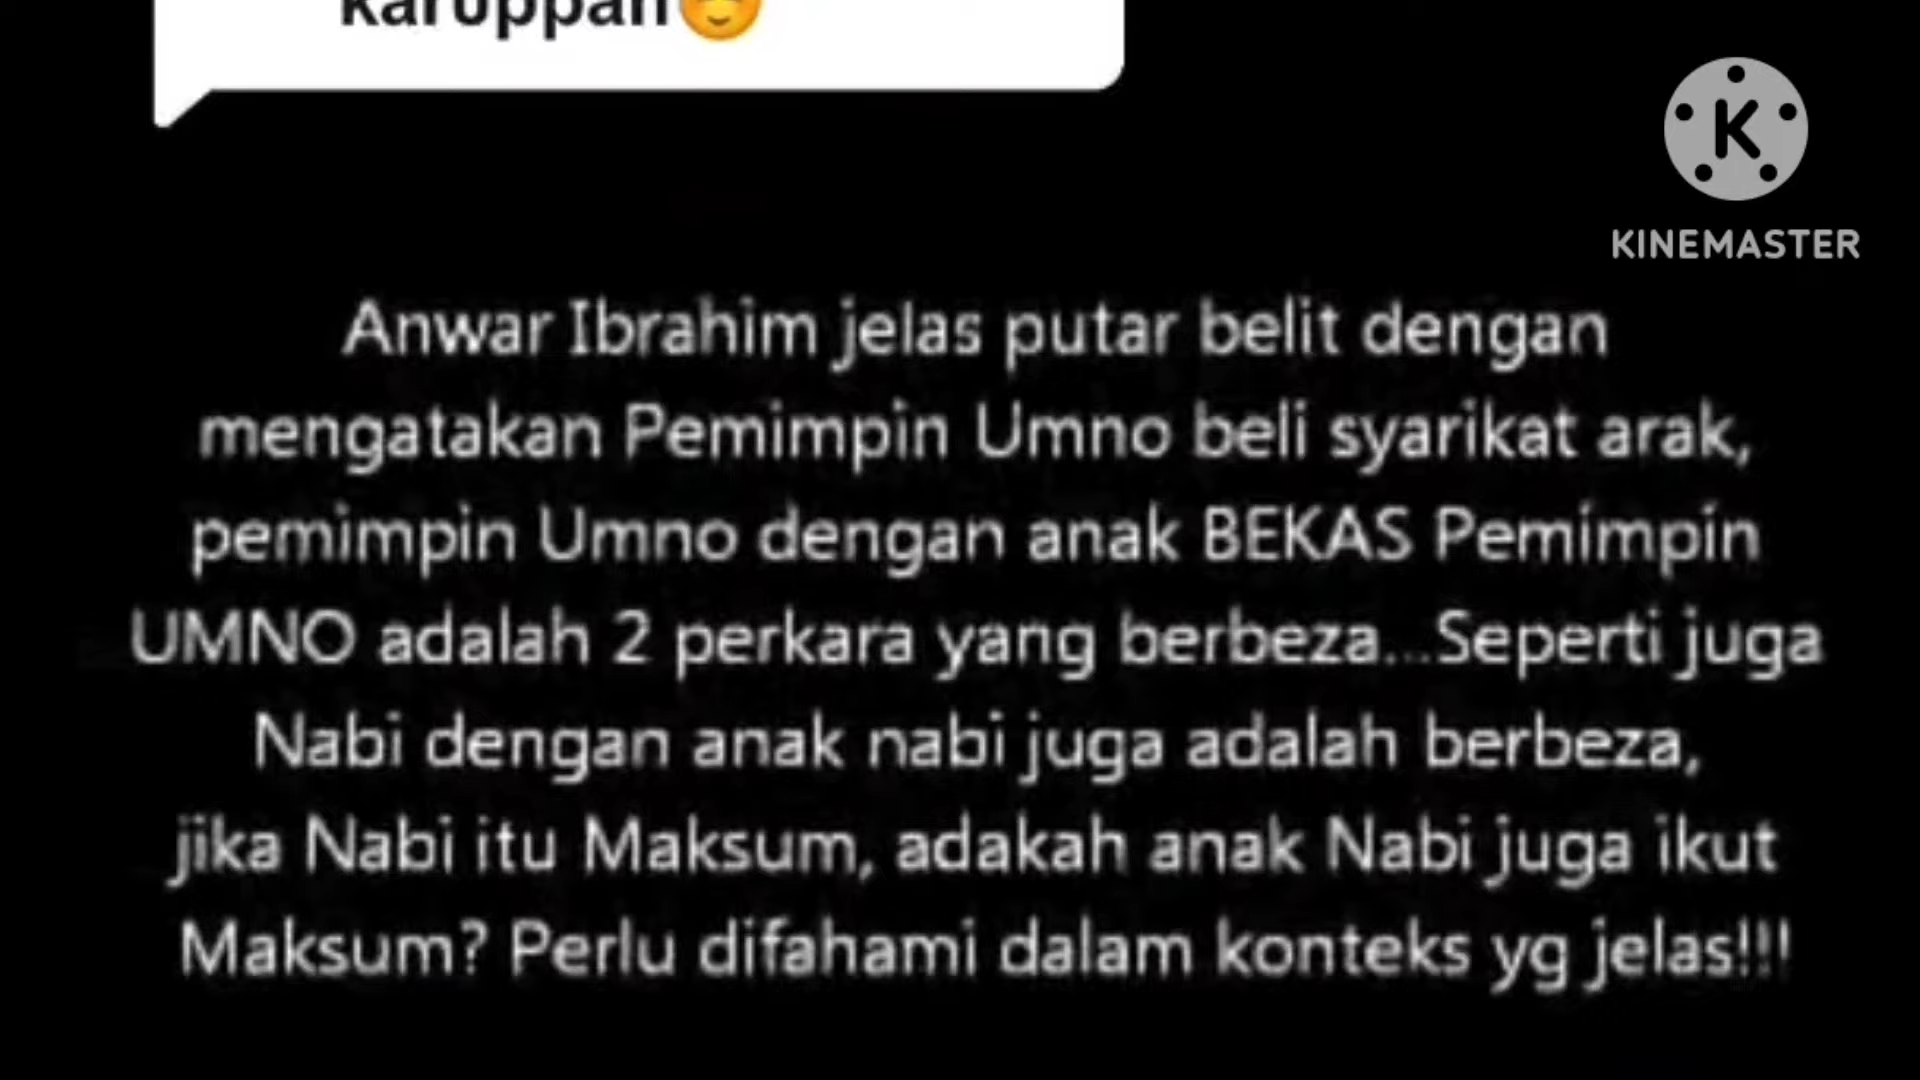 karuppan😊
KINEMASTER
Anwar Ibrahim jelas putar belit dengan
mengatakan Pemimpin Umno beli syarikat arak,
pemimpin Umno dengan anak BEKAS Pemimpin
UMNO adalah 2 perkara yang berbeza...Seperti juga
Nabi dengan anak nabi juga adalah berbeza,
jika Nabi itu Maksum, adakah anak Nabi juga ikut
Maksum? Perlu difahami dalam konteks yg jelas!!!